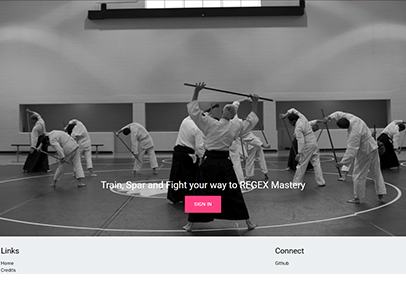 Train, Spar and Fight your way to REGEX Mastery
SIGN IN
Links
Home
Credits
Connect
Github